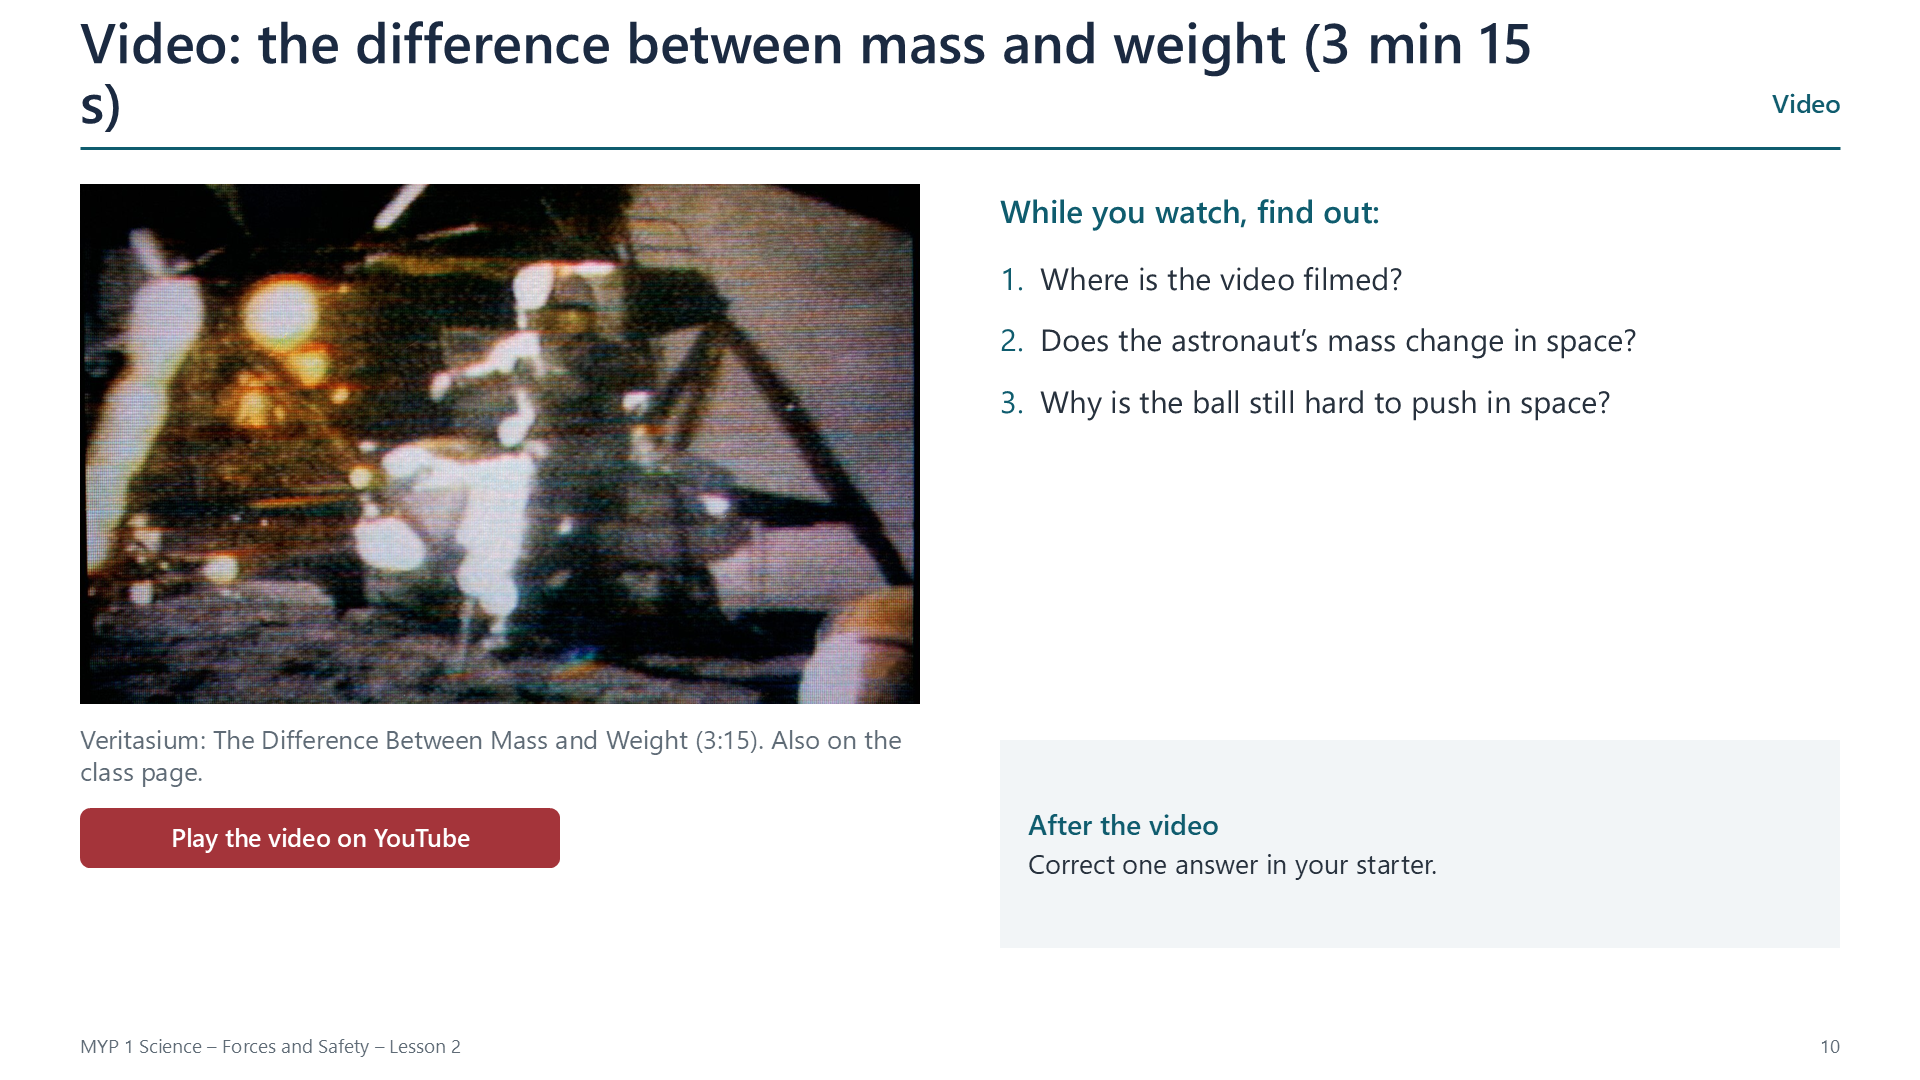 Video: the difference between mass and weight (3 min 15
s)
Video
Veritasium: The Difference Between Mass and Weight (3:15). Also on the
class page.
Play the video on YouTube
While you watch, find out:
1. Where is the video filmed?
2. Does the astronaut’s mass change in space?
3. Why is the ball still hard to push in space?
After the video
Correct one answer in your starter.
MYP 1 Science – Forces and Safety – Lesson 2
10